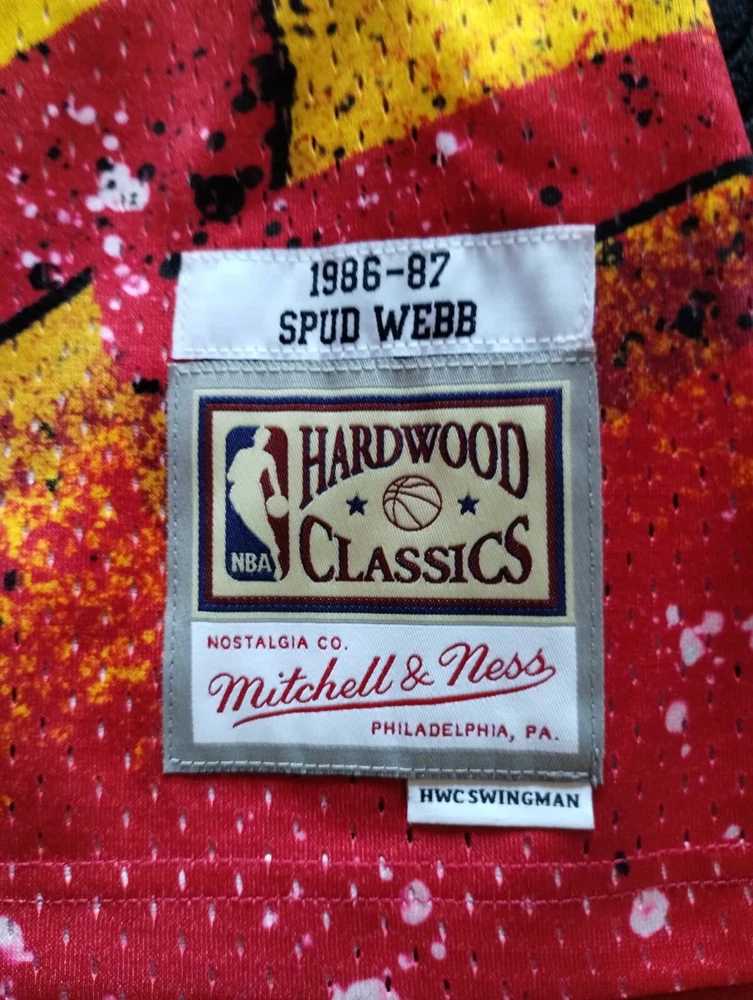 1986-87
SPUD WEBB
HARDWOOD
CLASSICS
NBA
NOSTALGIA CO.
Mitchell & Ness
PHILADELPHIA, PA.
HWC SWINGMAN